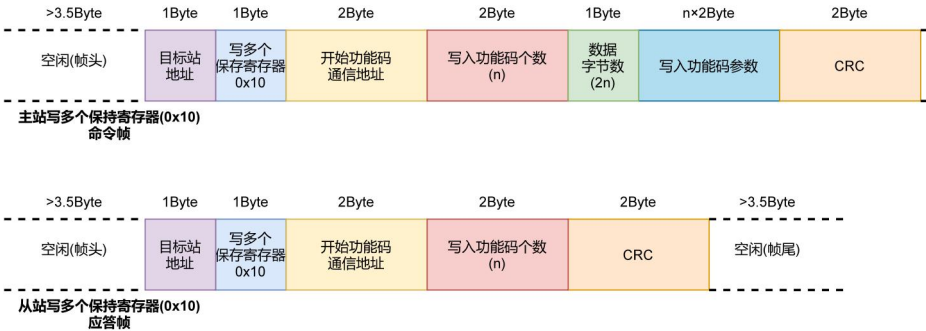 >3.5Byte 1Byte 1Byte 2Byte 2Byte 1Byte n×2Byte 2Byte
空闲(帧头)
目标站
地址
写多个
保存寄存器
0x10
开始功能码
通信地址
写入功能码个数
(n)
数据
字节数
(2n)
写入功能码参数
CRC
主站写多个保持寄存器(0x10)
命令帧
>3.5Byte 1Byte 1Byte 2Byte 2Byte 2Byte >3.5Byte
空闲(帧头)
目标站
地址
写多个
保存寄存器
0x10
开始功能码
通信地址
写入功能码个数
(n)
CRC
空闲(帧尾)
从站写多个保持寄存器(0x10)
应答帧